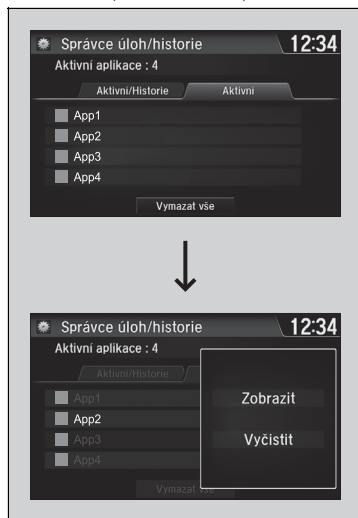 Správce úloh/historie 12:34
Aktivní aplikace : 4
Aktivní/Historie Aktivní
App1
App2
App3
App4
Vymazat vše
Správce úloh/historie 12:34
Aktivní aplikace : 4
Aktivní/Historie
App1
App2
App3
App4
Zobrazit
Vyčistit
Vymazat vše